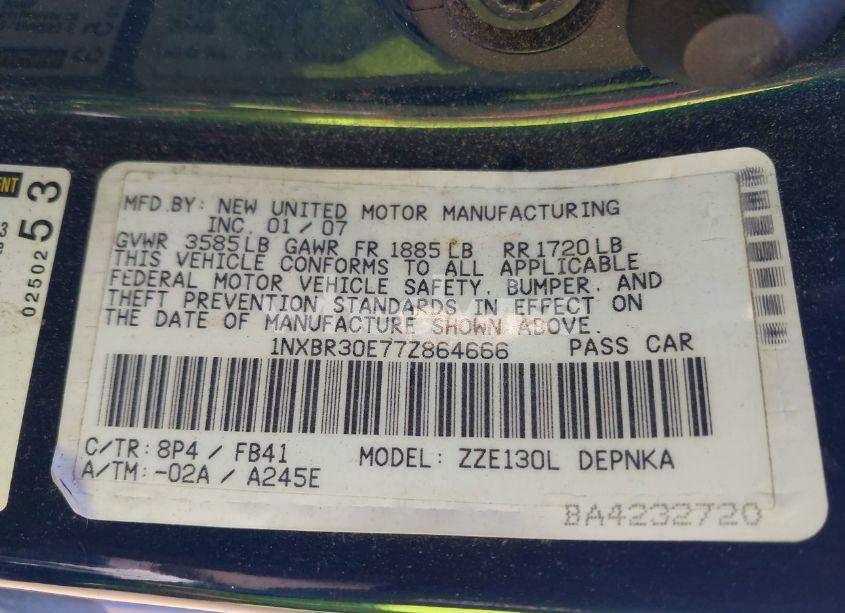 MFD.BY: NEW UNITED MOTOR MANUFACTURING
INC. 01/07
GVWR 3585LB GAWR FR 1885LB RR1720LB
THIS VEHICLE CONFORMS TO ALL APPLICABLE
FEDERAL MOTOR VEHICLE SAFETY, BUMPER, AND
THEFT PREVENTION STANDARDS IN EFFECT ON
THE DATE OF MANUFACTURE SHOWN ABOVE.
1NXBR30E77Z864666 PASS CAR
C/TR: 8P4 / FB41 MODEL: ZZE130L DEPNKA
A/TM: -02A / A245E
BA4232720
02502 53